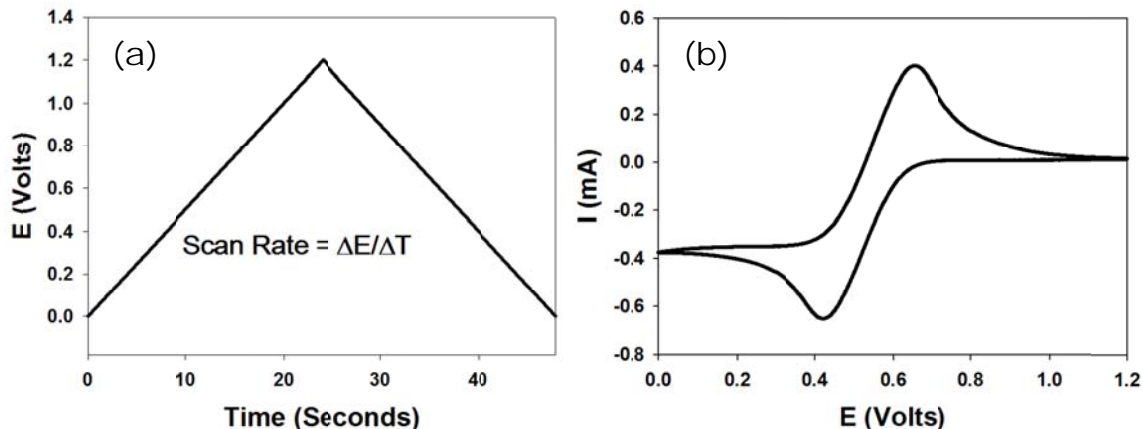 (a)
E (Volts)
1.4
1.2
1.0
0.8
0.6
0.4
0.2
0.0
Scan Rate = ΔE/ΔT
0 10 20 30 40
Time (Seconds)
(b)
I (mA)
0.6
0.4
0.2
0.0
-0.2
-0.4
-0.6
-0.8
0.0 0.2 0.4 0.6 0.8 1.0 1.2
E (Volts)